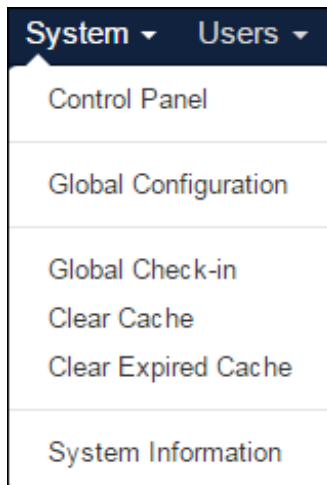 System Users
Control Panel
Global Configuration
Global Check-in
Clear Cache
Clear Expired Cache
System Information